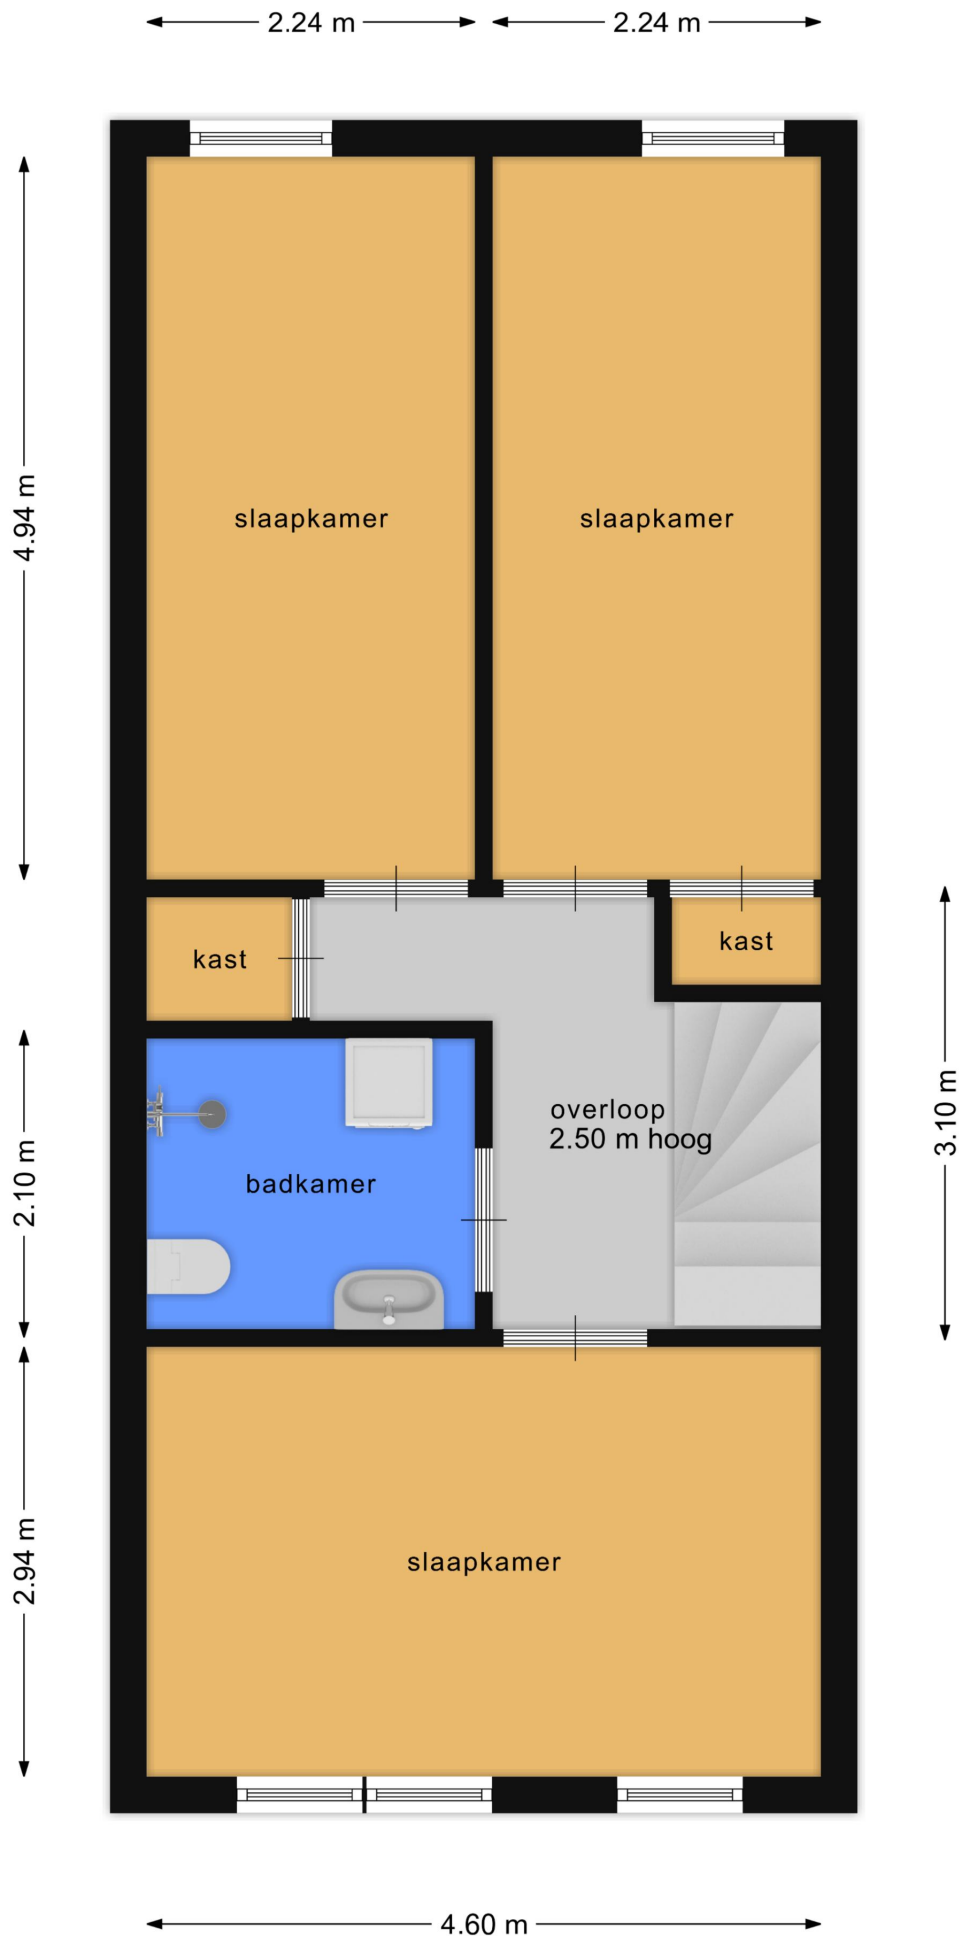 2.24 m
2.24 m
4.94 m
slaapkamer
slaapkamer
kast
kast
overloop
2.50 m hoog
3.10 m
2.10 m
badkamer
2.94 m
slaapkamer
4.60 m